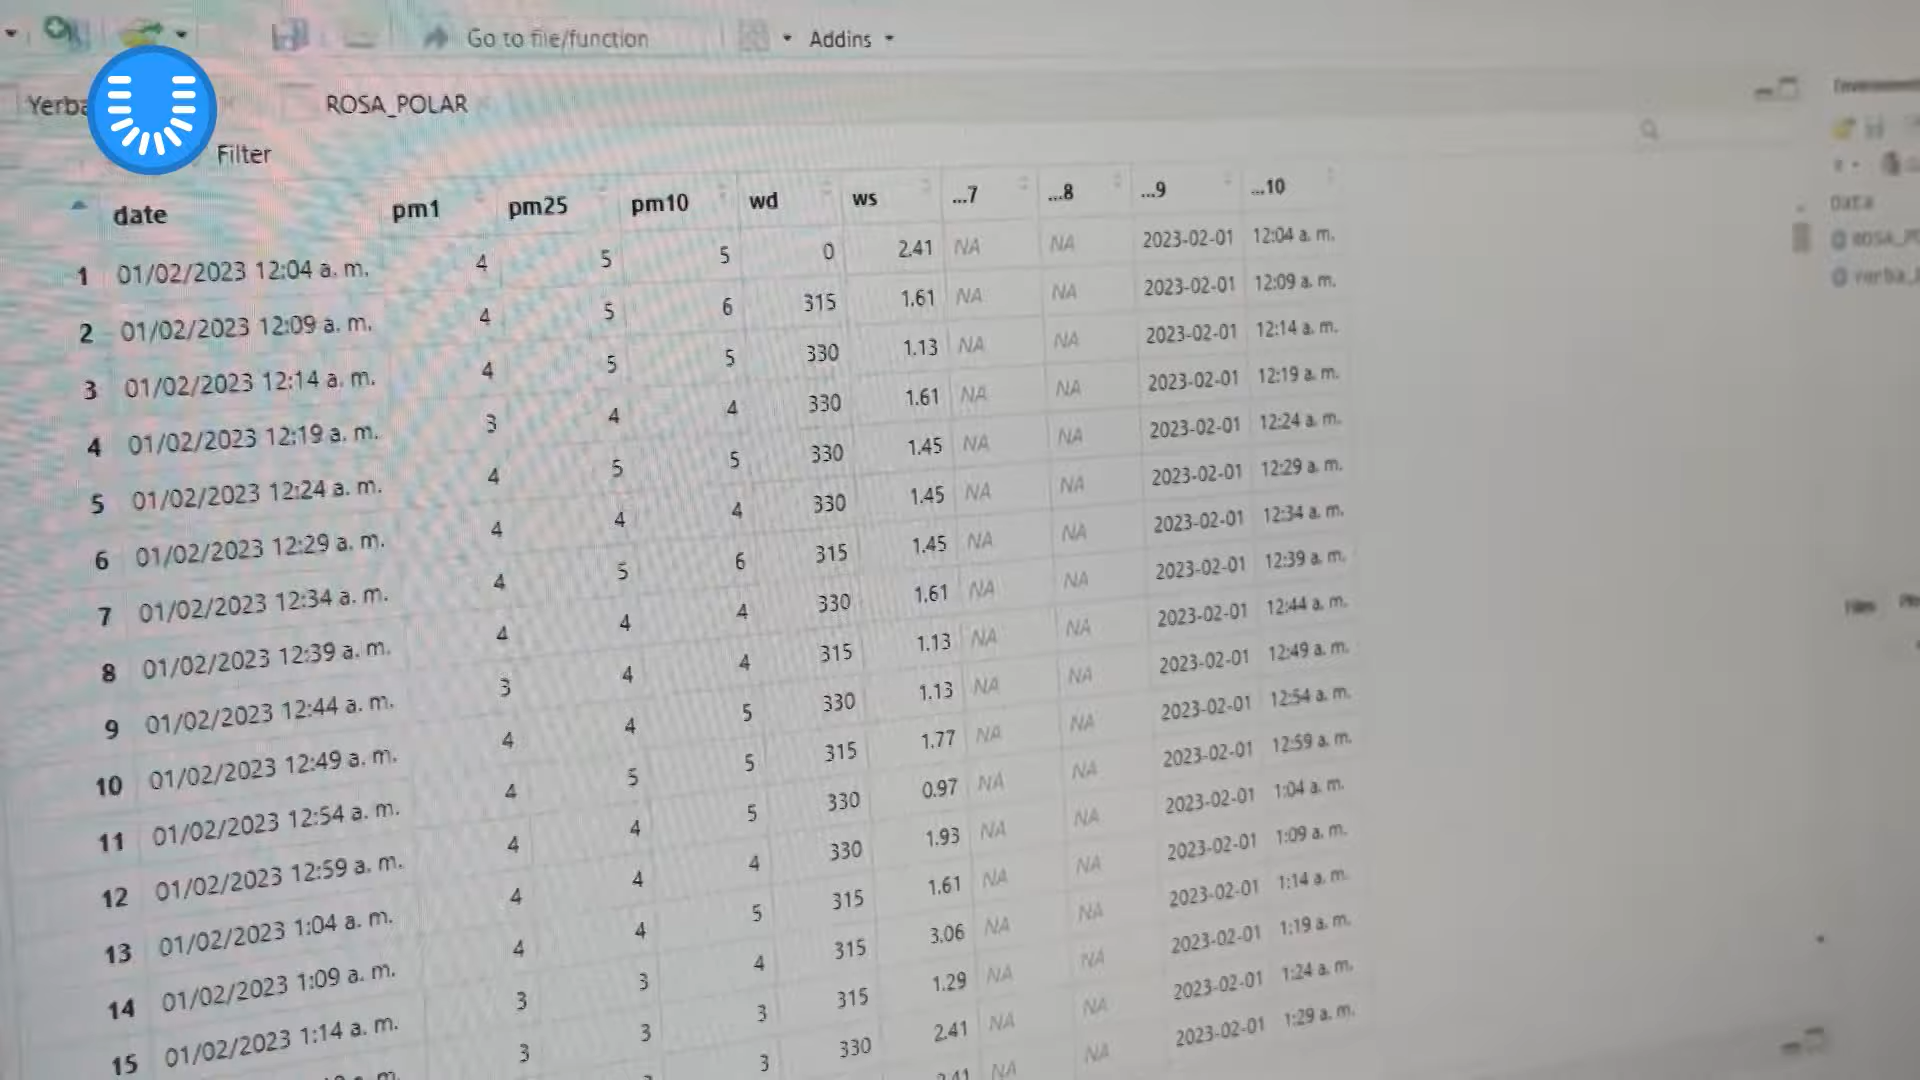 Go to file/function Addins
Yerba ROSA_POLAR
Filter
date pm1 pm25 pm10 wd ws ...7 ...8 ...9 ...10
1 01/02/2023 12:04 a. m. 4 5 5 0 2.41 NA NA 2023-02-01 12:04 a. m.
2 01/02/2023 12:09 a. m. 4 5 6 315 1.61 NA NA 2023-02-01 12:09 a. m.
3 01/02/2023 12:14 a. m. 4 5 5 330 1.13 NA NA 2023-02-01 12:14 a. m.
4 01/02/2023 12:19 a. m. 3 4 4 330 1.61 NA NA 2023-02-01 12:19 a. m.
5 01/02/2023 12:24 a. m. 4 5 5 330 1.45 NA NA 2023-02-01 12:24 a. m.
6 01/02/2023 12:29 a. m. 4 4 4 330 1.45 NA NA 2023-02-01 12:29 a. m.
7 01/02/2023 12:34 a. m. 4 5 6 315 1.45 NA NA 2023-02-01 12:34 a. m.
8 01/02/2023 12:39 a. m. 4 4 4 330 1.61 NA NA 2023-02-01 12:39 a. m.
9 01/02/2023 12:44 a. m. 3 4 4 315 1.13 NA NA 2023-02-01 12:44 a. m.
10 01/02/2023 12:49 a. m. 4 4 5 330 1.13 NA NA 2023-02-01 12:49 a. m.
11 01/02/2023 12:54 a. m. 4 5 5 315 1.77 NA NA 2023-02-01 12:54 a. m.
12 01/02/2023 12:59 a. m. 4 4 5 330 0.97 NA NA 2023-02-01 12:59 a. m.
13 01/02/2023 1:04 a. m. 4 4 4 330 1.93 NA NA 2023-02-01 1:04 a. m.
14 01/02/2023 1:09 a. m. 4 4 5 315 1.61 NA NA 2023-02-01 1:09 a. m.
15 01/02/2023 1:14 a. m. 3 3 4 315 3.06 NA NA 2023-02-01 1:14 a. m.
3 3 3 315 1.29 NA NA 2023-02-01 1:19 a. m.
3 330 2.41 NA NA 2023-02-01 1:24 a. m.
2.41 NA NA 2023-02-01 1:29 a. m.
Data
Files